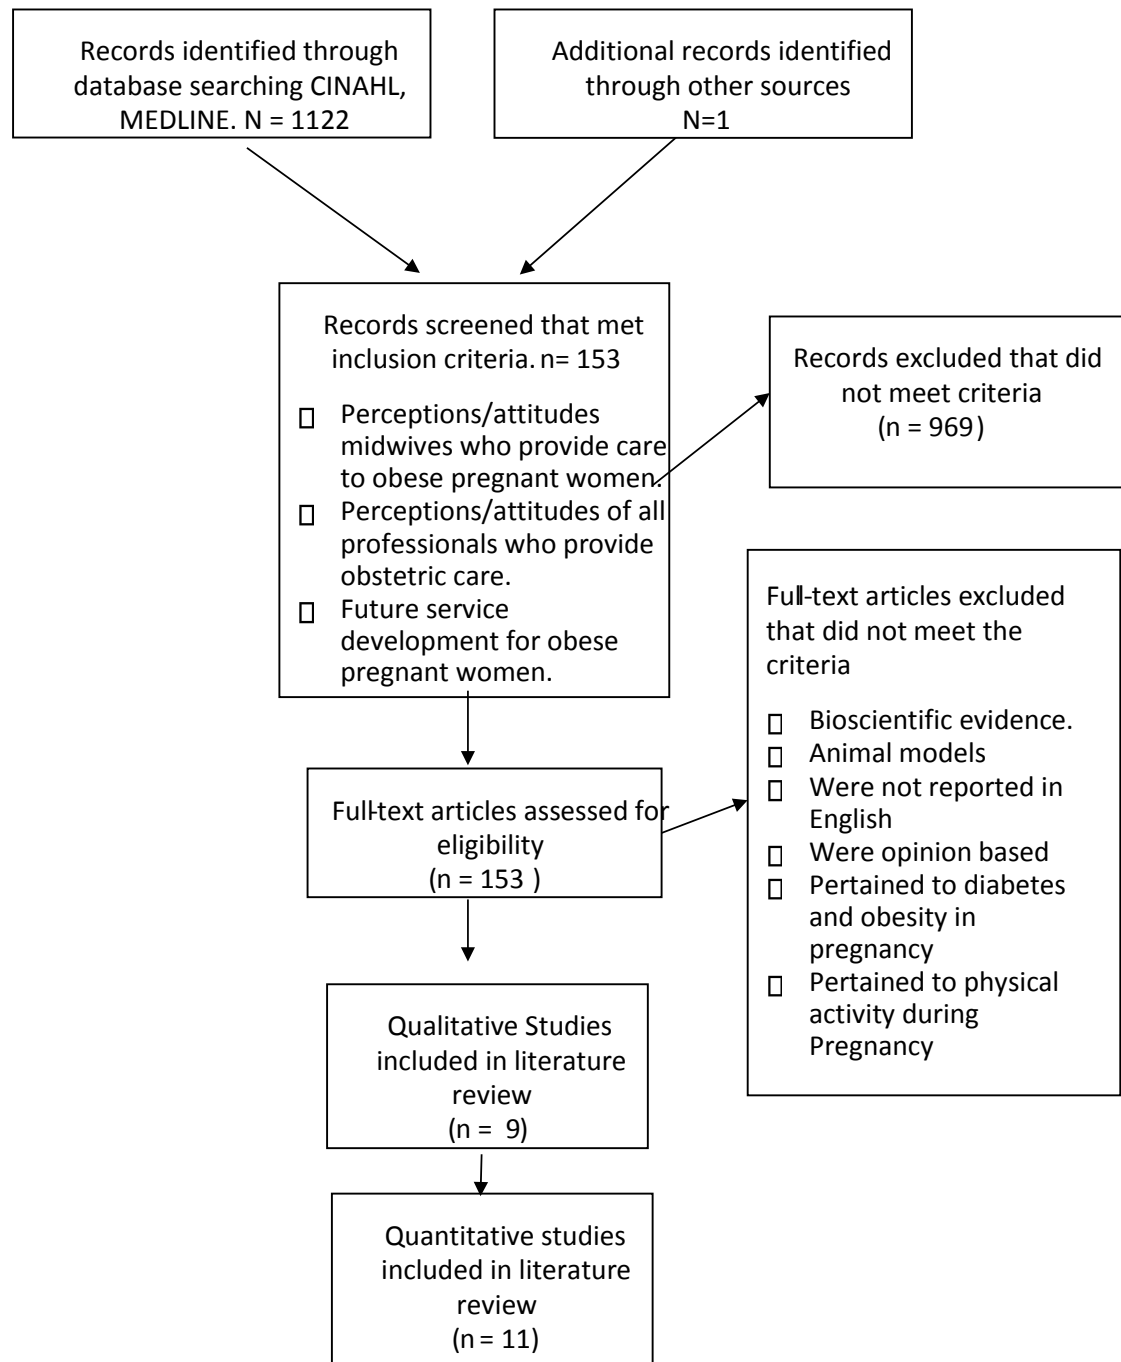 Records identified through
database searching CINAHL,
MEDLINE. N = 1122
Additional records identified
through other sources
N=1
Records screened that met
inclusion criteria. n= 153
Perceptions/attitudes
midwives who provide care
to obese pregnant women.
Perceptions/attitudes of all
professionals who provide
obstetric care.
Future service
development for obese
pregnant women.
Records excluded that did
not meet criteria
(n = 969)
Full-text articles assessed for
eligibility
(n = 153 )
Full-text articles excluded
that did not meet the
criteria
Bioscientific evidence.
Animal models
Were not reported in
English
Were opinion based
Pertained to diabetes
and obesity in
pregnancy
Pertained to physical
activity during
Pregnancy
Qualitative Studies
included in literature
review
(n = 9)
Quantitative studies
included in literature
review
(n = 11)